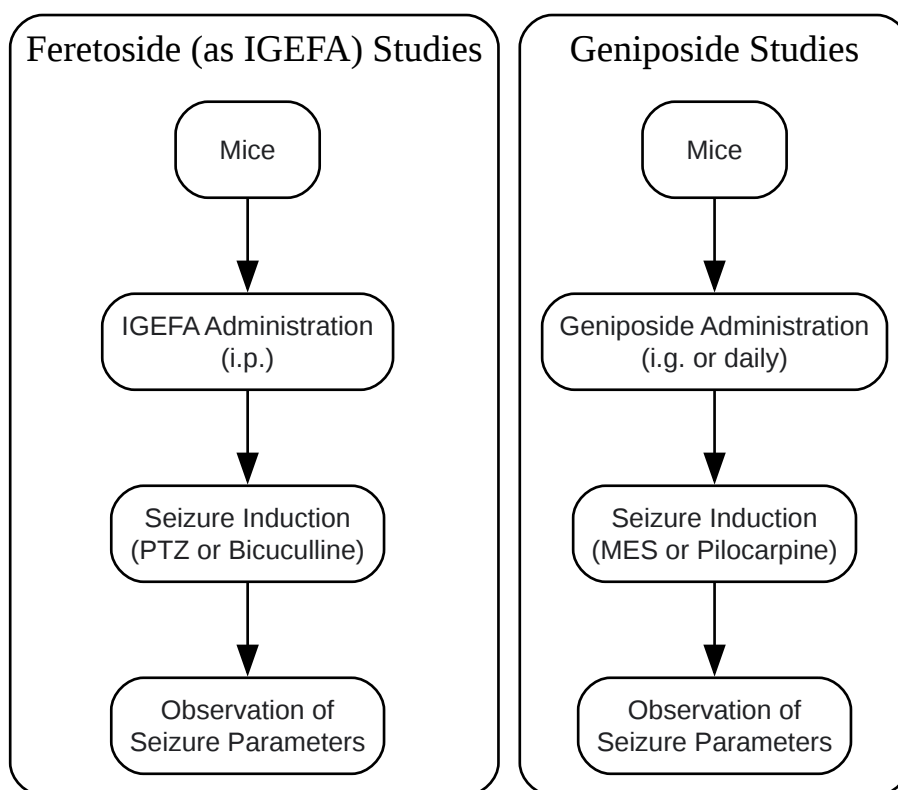 Feretoside (as IGEFA) Studies
Mice
IGEFA Administration
(i.p.)
Seizure Induction
(PTZ or Bicuculline)
Observation of
Seizure Parameters
Geniposide Studies
Mice
Geniposide Administration
(i.g. or daily)
Seizure Induction
(MES or Pilocarpine)
Observation of
Seizure Parameters